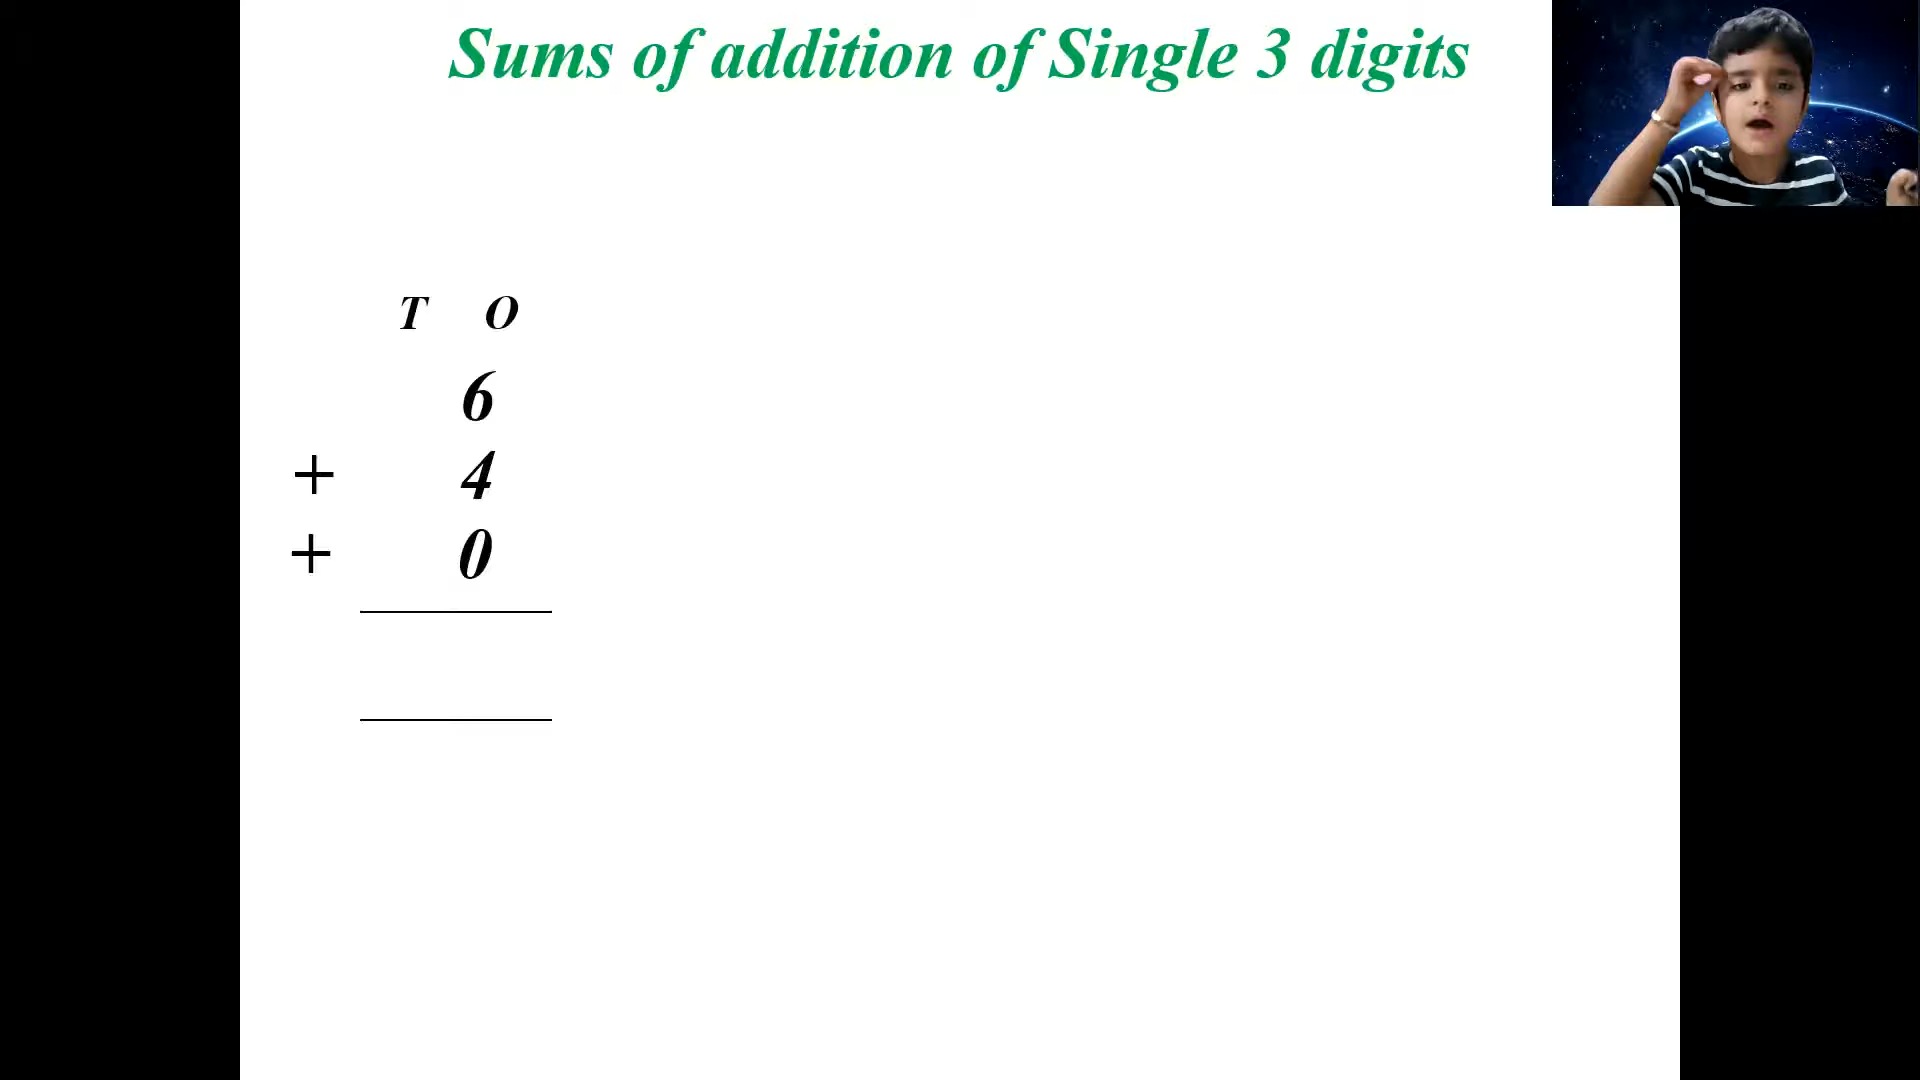 Sums of addition of Single 3 digits
T O
6
+ 4
+ 0